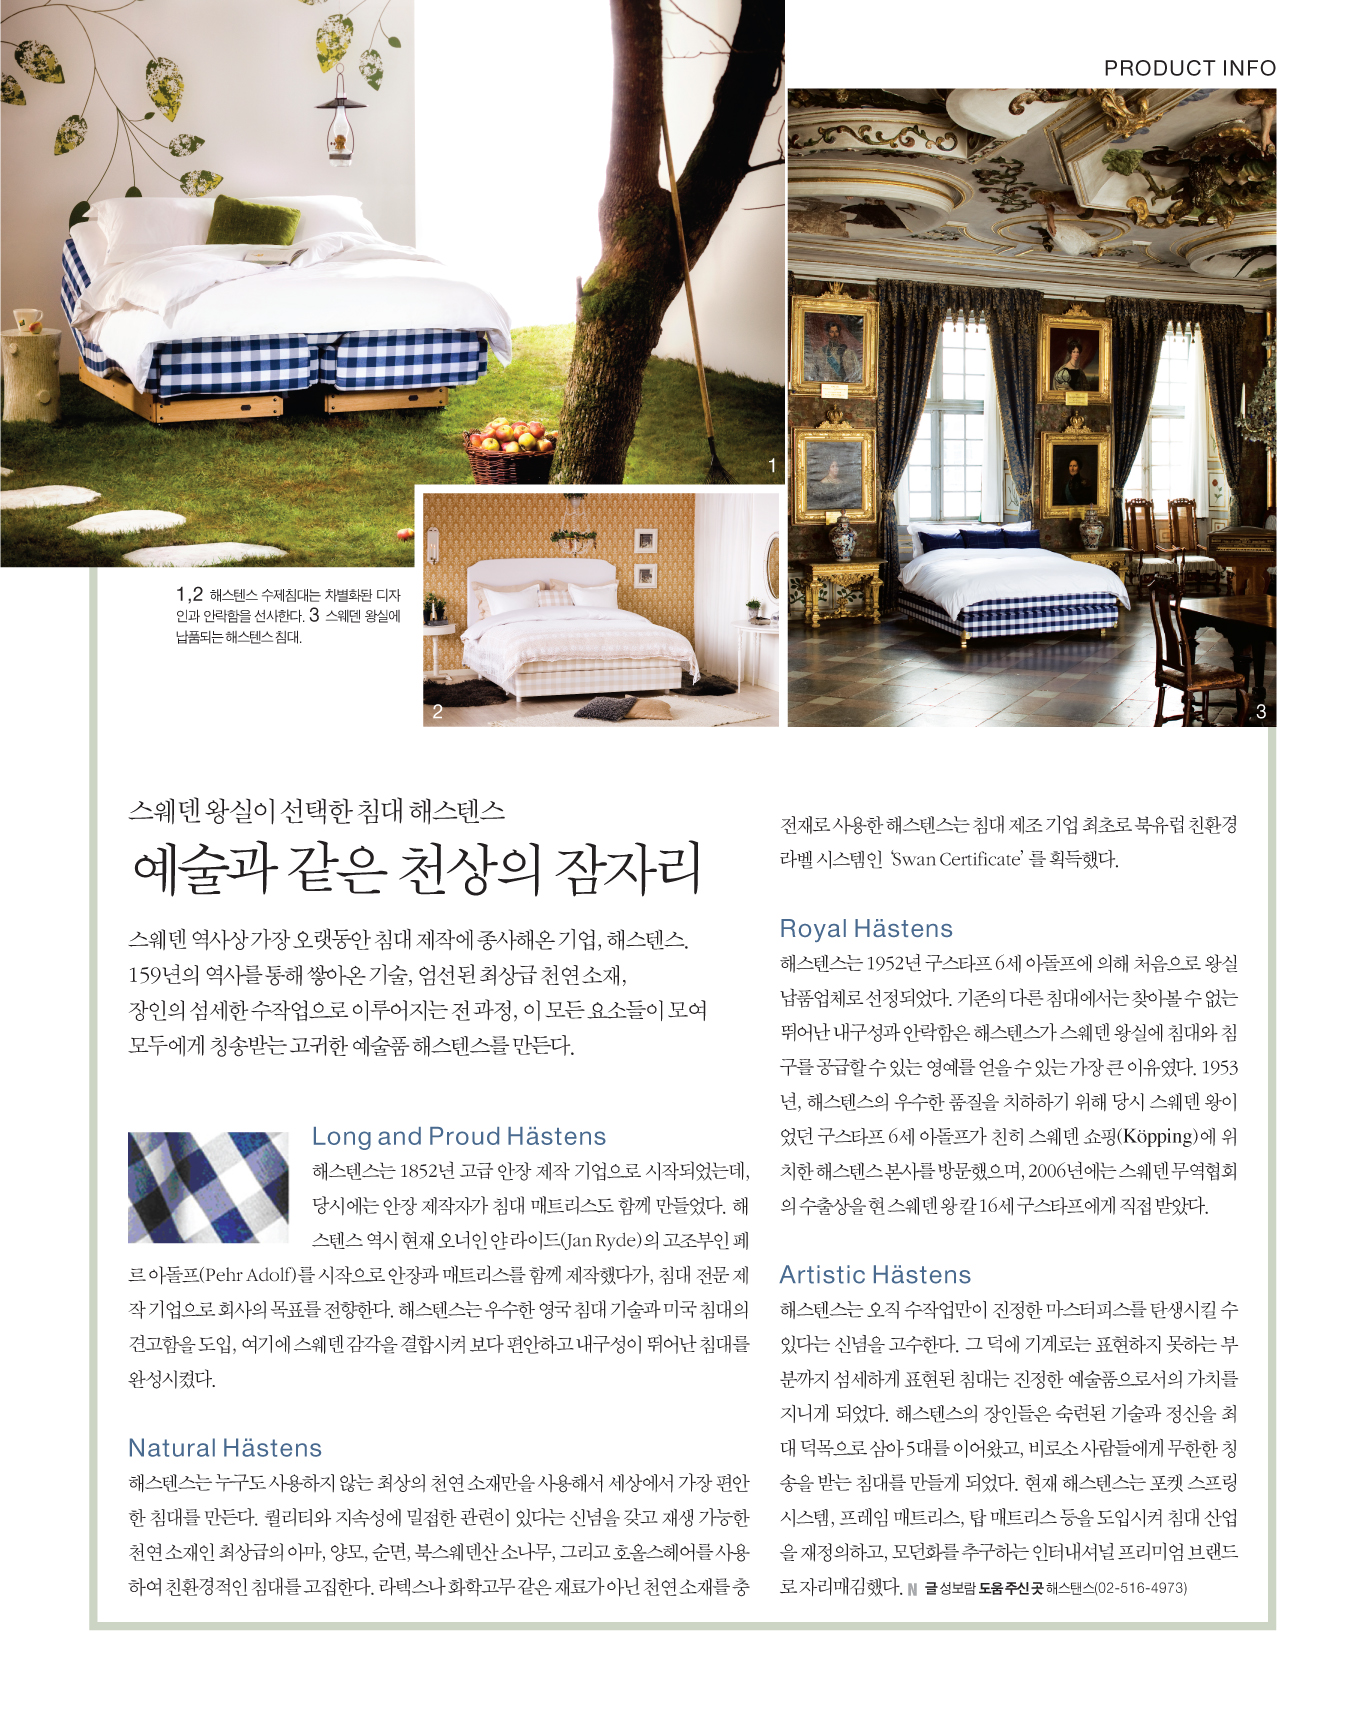 PRODUCT INFO
1
2
3
1,2 해스텐스 수제침대는 차별화된 디자
인과 안락함을 선사한다. 3 스웨덴 왕실에
납품되는 해스텐스 침대.
스웨덴 왕실이 선택한 침대 해스텐스
예술과 같은 천상의 잠자리
스웨덴 역사상 가장 오랫동안 침대 제작에 종사해온 기업, 해스텐스.
159년의 역사를 통해 쌓아온 기술, 엄선된 최상급 천연 소재,
장인의 섬세한 수작업으로 이루어지는 전 과정, 이 모든 요소들이 모여
모두에게 칭송받는 고귀한 예술품 해스텐스를 만든다.
Long and Proud Hästens
해스텐스는 1852년 고급 안장 제작 기업으로 시작되었는데,
당시에는 안장 제작자가 침대 매트리스도 함께 만들었다. 해
스텐스 역시 현재 오너인 얀 라이드(Jan Ryde)의 고조부인 페
르 아돌프(Pehr Adolf)를 시작으로 안장과 매트리스를 함께 제작했다가, 침대 전문 제
작 기업으로 회사의 목표를 전향한다. 해스텐스는 우수한 영국 침대 기술과 미국 침대의
견고함을 도입, 여기에 스웨덴 감각을 결합시켜 보다 편안하고 내구성이 뛰어난 침대를
완성시켰다.
Natural Hästens
해스텐스는 누구도 사용하지 않는 최상의 천연 소재만을 사용해서 세상에서 가장 편안
한 침대를 만든다. 퀄리티와 지속성에 밀접한 관련이 있다는 신념을 갖고 재생 가능한
천연 소재인 최상급의 아마, 양모, 순면, 북스웨덴산 소나무, 그리고 호올스헤어를 사용
하여 친환경적인 침대를 고집한다. 라텍스나 화학고무 같은 재료가 아닌 천연 소재를 충
전재로 사용한 해스텐스는 침대 제조 기업 최초로 북유럽 친환경
라벨 시스템인 ‘Swan Certificate’를 획득했다.
Royal Hästens
해스텐스는 1952년 구스타프 6세 아돌프에 의해 처음으로 왕실
납품업체로 선정되었다. 기존의 다른 침대에서는 찾아볼 수 없는
뛰어난 내구성과 안락함은 해스텐스가 스웨덴 왕실에 침대와 침
구를 공급할 수 있는 영예를 얻을 수 있는 가장 큰 이유였다. 1953
년, 해스텐스의 우수한 품질을 치하하기 위해 당시 스웨덴 왕이
었던 구스타프 6세 아돌프가 친히 스웨덴 쇼핑(Köpping)에 위
치한 해스텐스 본사를 방문했으며, 2006년에는 스웨덴 무역협회
의 수출상을 현 스웨덴 왕 칼 16세 구스타프에게 직접 받았다.
Artistic Hästens
해스텐스는 오직 수작업만이 진정한 마스터피스를 탄생시킬 수
있다는 신념을 고수한다. 그 덕에 기계로는 표현하지 못하는 부
분까지 섬세하게 표현된 침대는 진정한 예술품으로서의 가치를
지니게 되었다. 해스텐스의 장인들은 숙련된 기술과 정신을 최
대 덕목으로 삼아 5대를 이어왔고, 비로소 사람들에게 무한한 칭
송을 받는 침대를 만들게 되었다. 현재 해스텐스는 포켓 스프링
시스템, 프레임 매트리스, 탑 매트리스 등을 도입시켜 침대 산업
을 재정의하고, 모던화를 추구하는 인터내셔널 프리미엄 브랜드
로 자리매김했다. N 글 성보람 도움 주신 곳 해스탠스(02-516-4973)